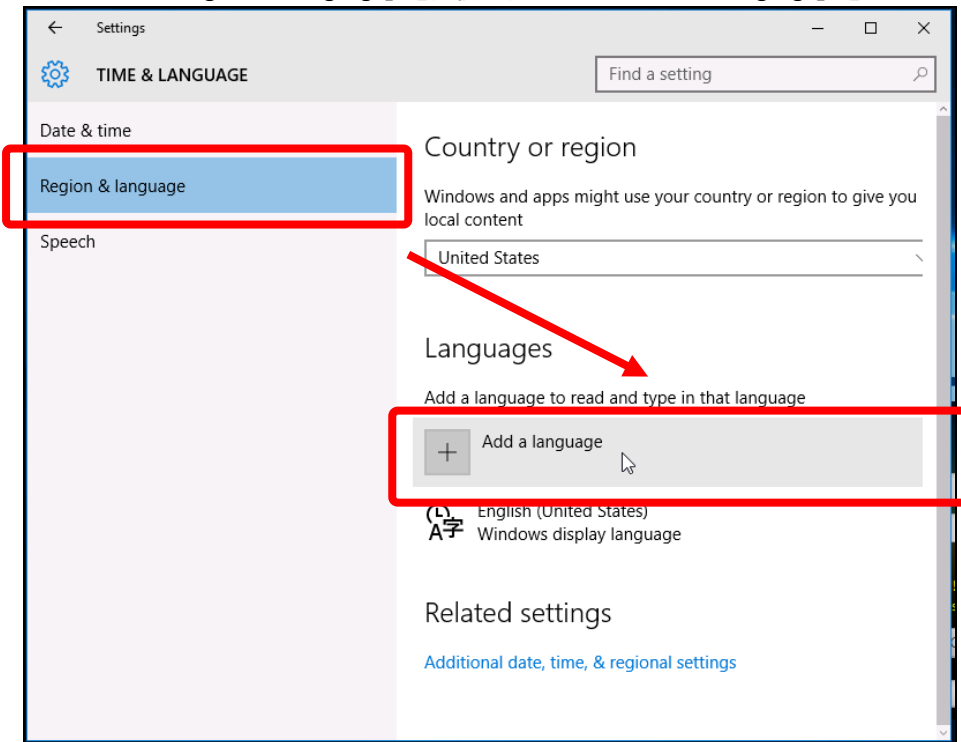 Settings
TIME & LANGUAGE
Find a setting
Date & time
Region & language
Speech
Country or region
Windows and apps might use your country or region to give you
local content
United States
Languages
Add a language to read and type in that language
Add a language
English (United States)
Windows display language
Related settings
Additional date, time, & regional settings